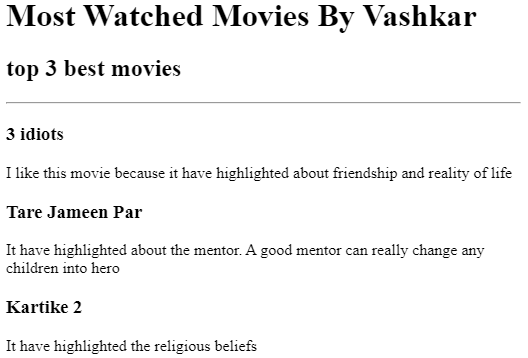 Most Watched Movies By Vashkar
top 3 best movies
3 idiots
I like this movie because it have highlighted about friendship and reality of life
Tare Jameen Par
It have highlighted about the mentor. A good mentor can really change any
children into hero
Kartike 2
It have highlighted the religious beliefs